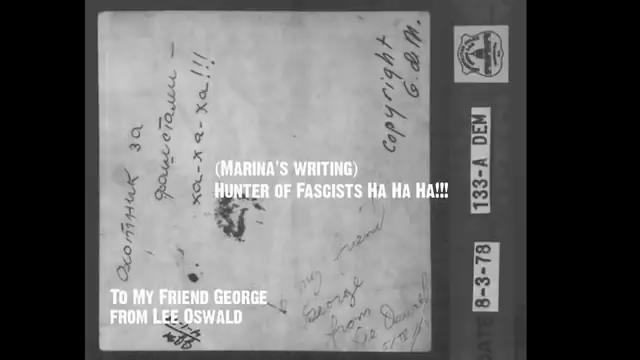 Охотник за
фашистами –
ха-ха-ха!!!
copyright
G. de M.
(Marina's writing)
Hunter of Fascists Ha Ha Ha!!!
my friend
George
from
Lee Oswald
To My Friend George
from Lee Oswald
133-A DEM
DATE 8-3-78